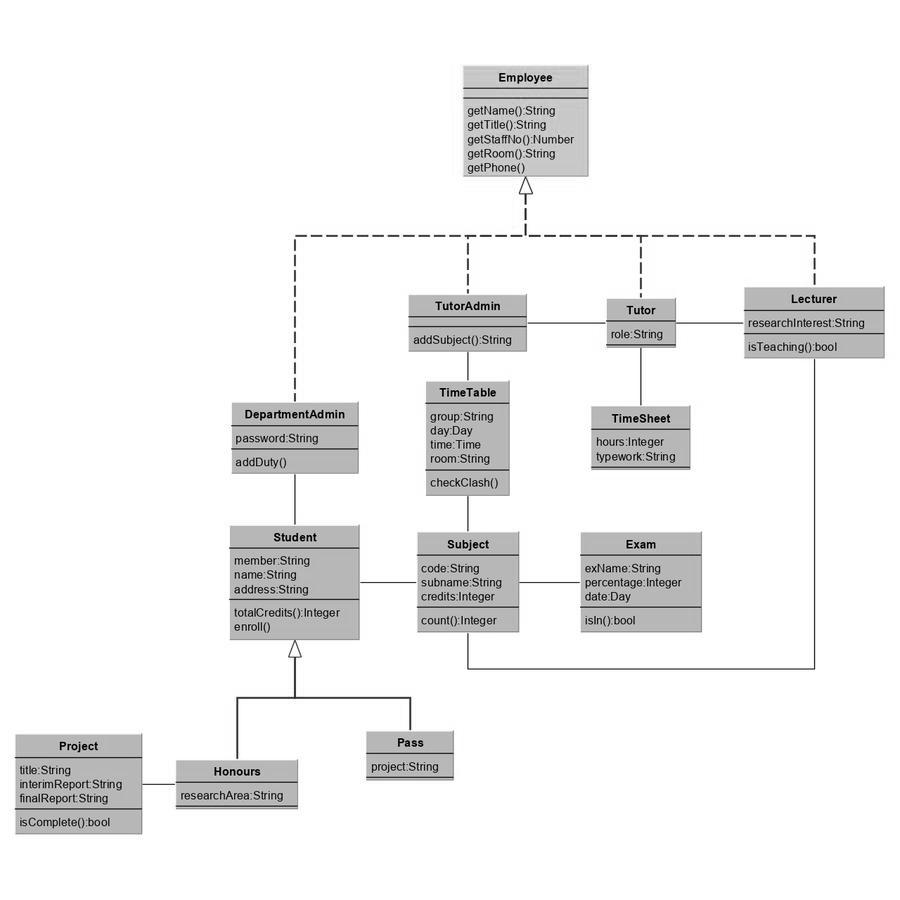 Employee
getName():String
getTitle():String
getStaffNo():Number
getRoom():String
getPhone()
TutorAdmin
addSubject():String
Tutor
role:String
Lecturer
researchInterest:String
isTeaching():bool
DepartmentAdmin
password:String
addDuty()
TimeTable
group:String
day:Day
time:Time
room:String
checkClash()
TimeSheet
hours:Integer
typework:String
Student
member:String
name:String
address:String
totalCredits():Integer
enroll()
Subject
code:String
subname:String
credits:Integer
count():Integer
Exam
exName:String
percentage:Integer
date:Day
isIn():bool
Project
title:String
interimReport:String
finalReport:String
isComplete():bool
Honours
researchArea:String
Pass
project:String